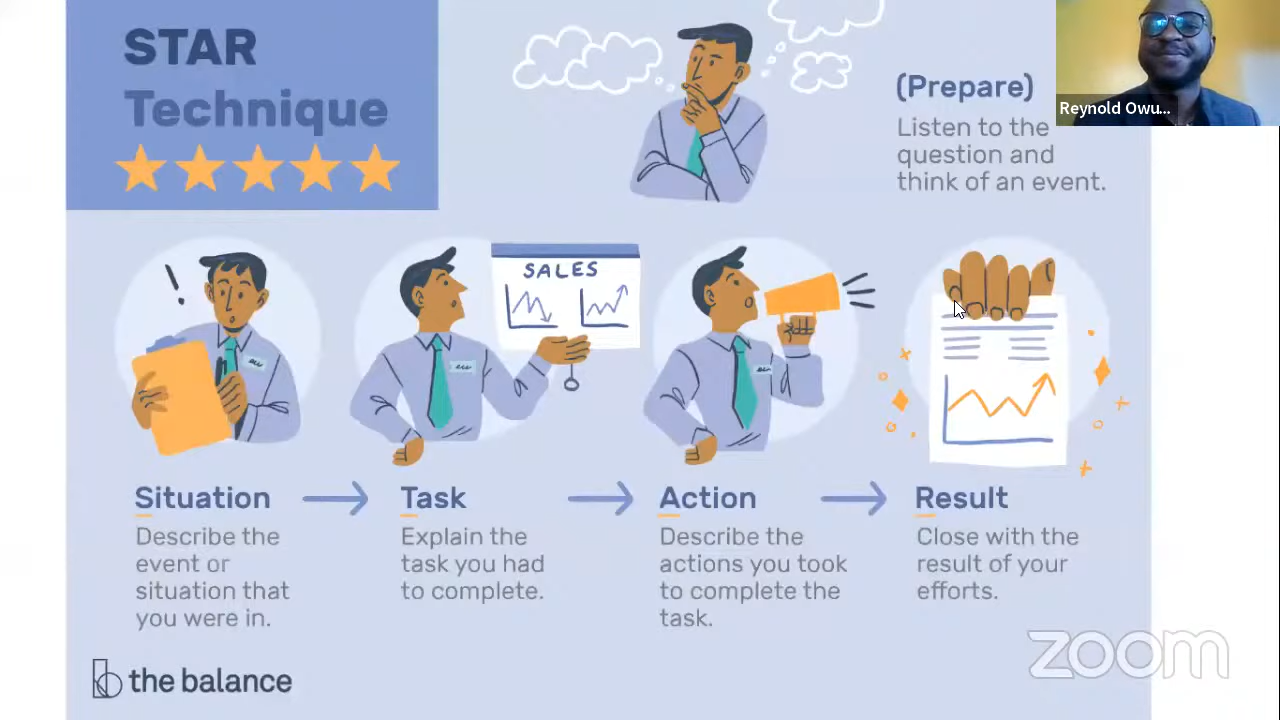 STAR
Technique
(Prepare)
Listen to the
question and
think of an event.
Reynold Owu...
SALES
Situation
Describe the
event or
situation that
you were in.
Task
Explain the
task you had
to complete.
Action
Describe the
actions you took
to complete the
task.
Result
Close with the
result of your
efforts.
the balance
zoom